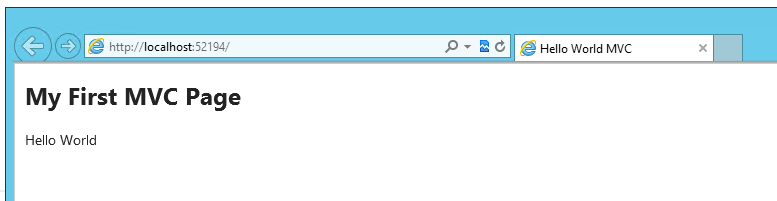 http://localhost:52194/
Hello World MVC
My First MVC Page
Hello World